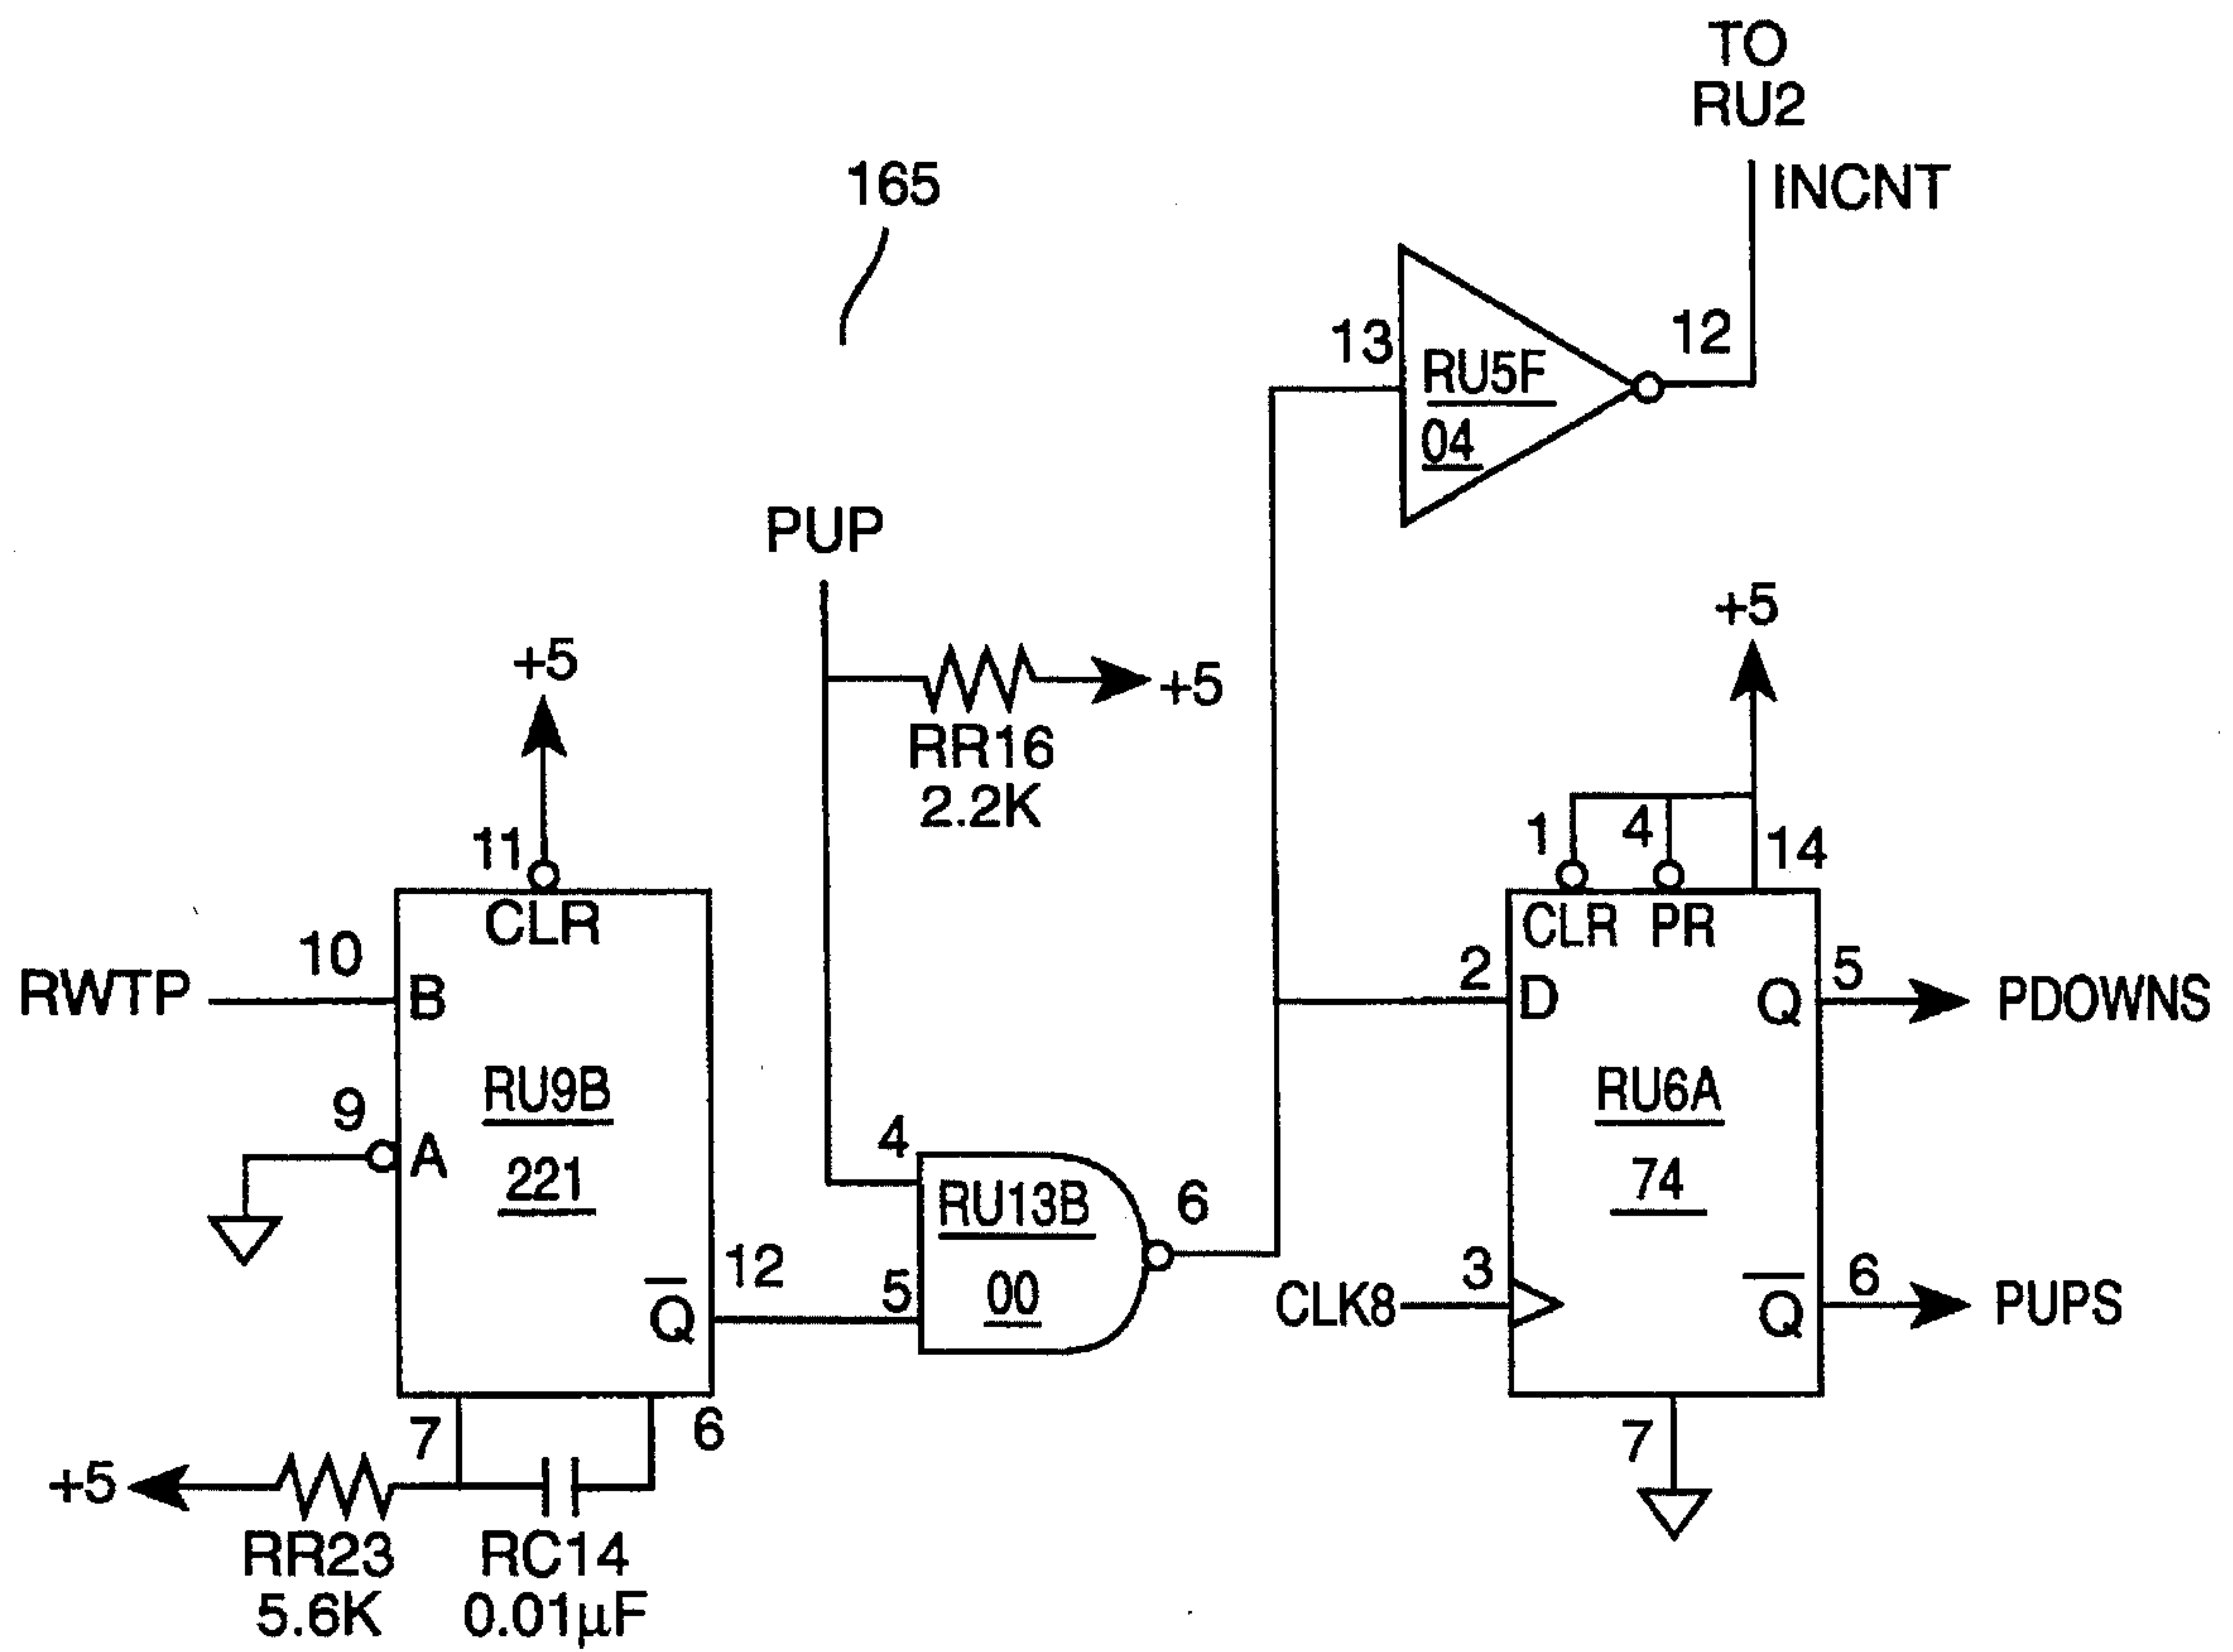 TO
RU2
INCNT
165
13
RU5F
04
12
PUP
+5
RR16
2.2K
+5
11
CLR
+5
1
4
14
CLR
PR
RWTP
10
B
9
A
RU9B
221
Q
12
7
6
+5
RR23
5.6K
RC14
0.01µF
4
5
RU13B
00
6
2
D
Q
5
PDOWNS
RU6A
74
CLK8
3
Q
6
PUPS
7